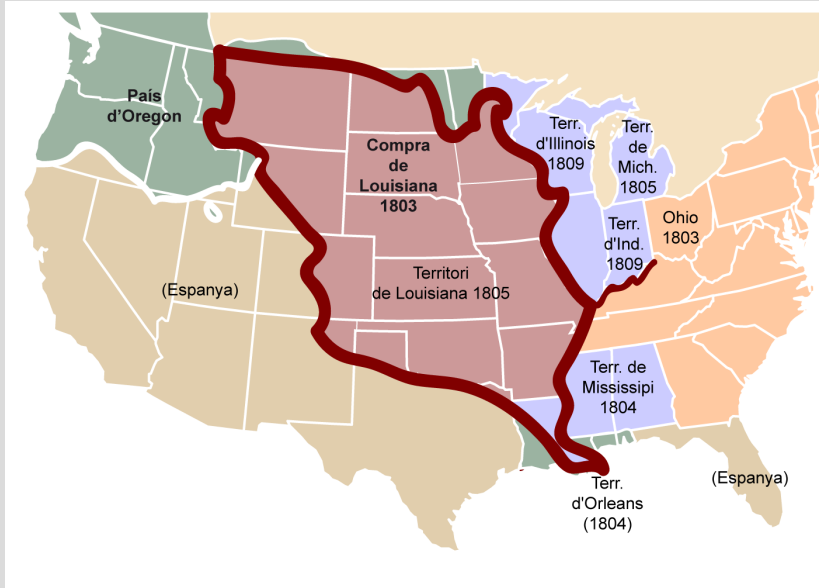 País
d'Oregon
Compra
de
Louisiana
1803
Territori
de Louisiana 1805
(Espanya)
Terr.
d'Illinois
1809
Terr.
de
Mich.
1805
Terr.
d'Ind.
1809
Ohio
1803
Terr. de
Mississipi
1804
(Espanya)
Terr.
d'Orleans
(1804)